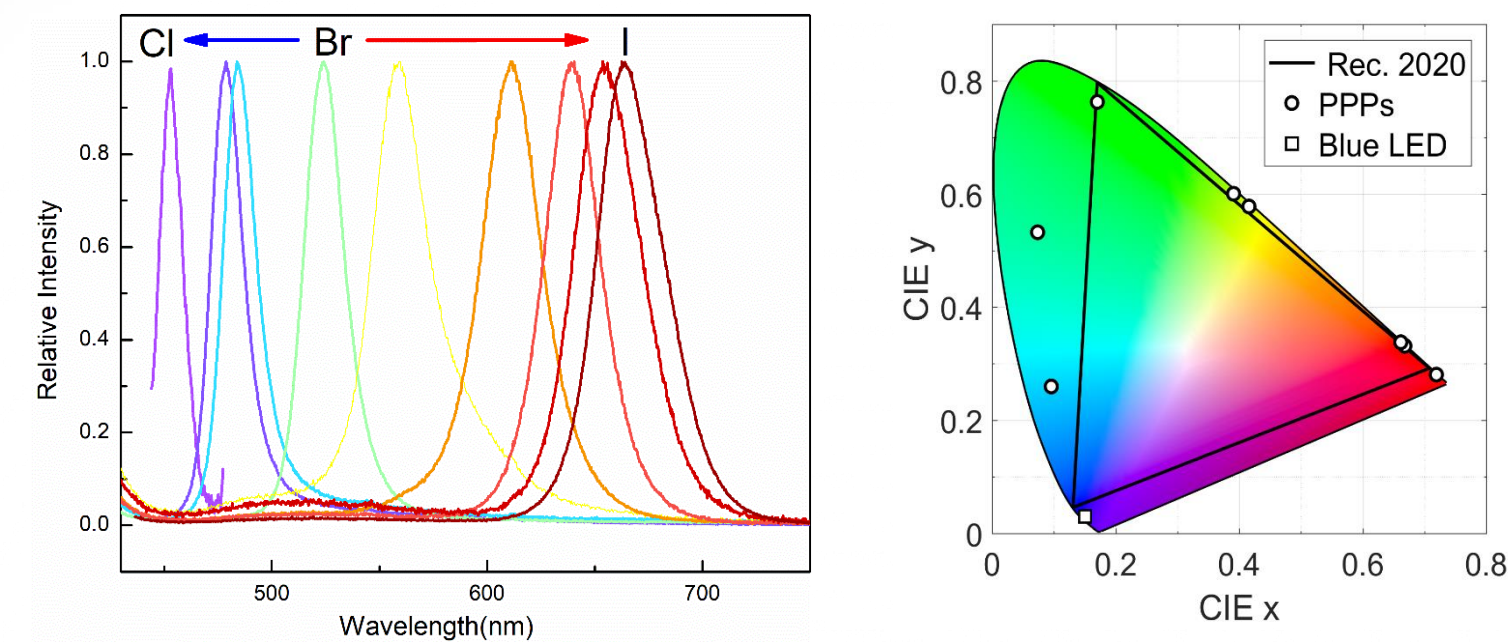 Cl Br I
1.0
0.8
0.6
0.4
0.2
0.0
Relative Intensity
500 600 700
Wavelength(nm)
Rec. 2020
PPPs
Blue LED
0.8
0.6
0.4
0.2
0
CIE y
0 0.2 0.4 0.6 0.8
CIE x